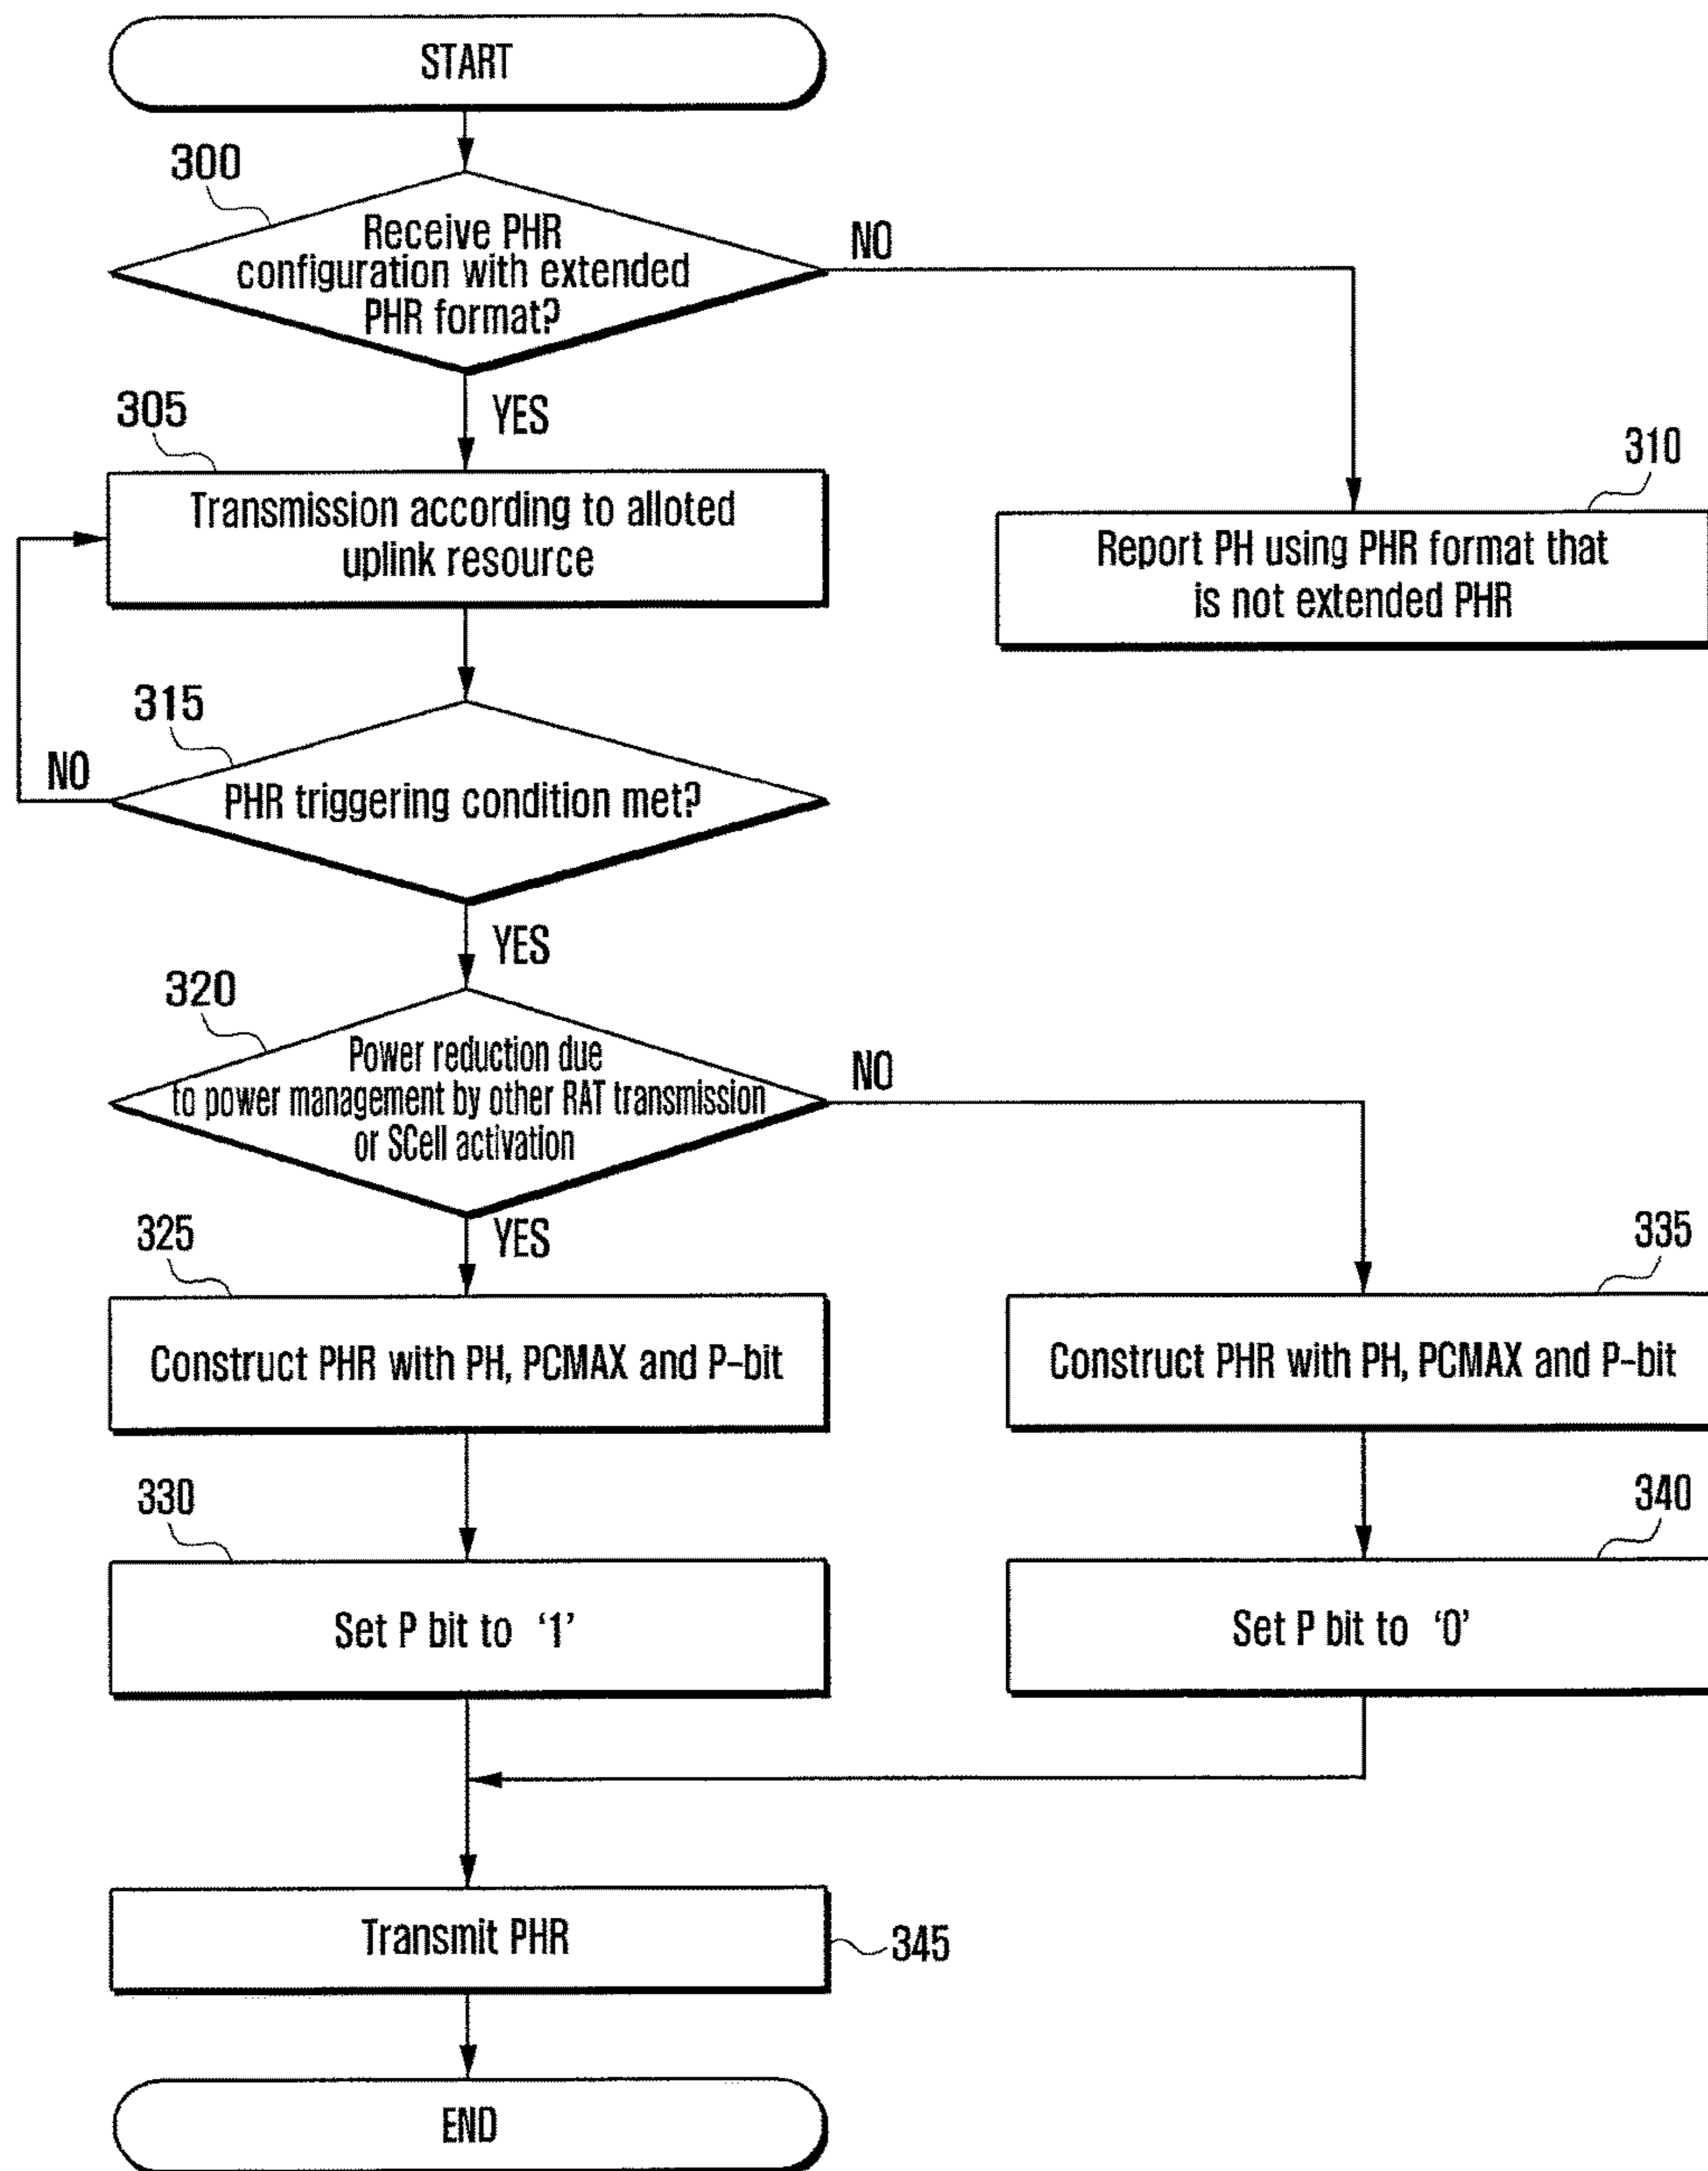 START
300
Receive PHR
configuration with extended
PHR format?
NO
YES
305
Transmission according to alloted
uplink resource
310
Report PH using PHR format that
is not extended PHR
315
NO
PHR triggering condition met?
YES
320
Power reduction due
to power management by other RAT transmission
or SCell activation
NO
YES
325
Construct PHR with PH, PCMAX and P-bit
335
Construct PHR with PH, PCMAX and P-bit
330
Set P bit to ‘1’
340
Set P bit to ‘0’
Transmit PHR
345
END